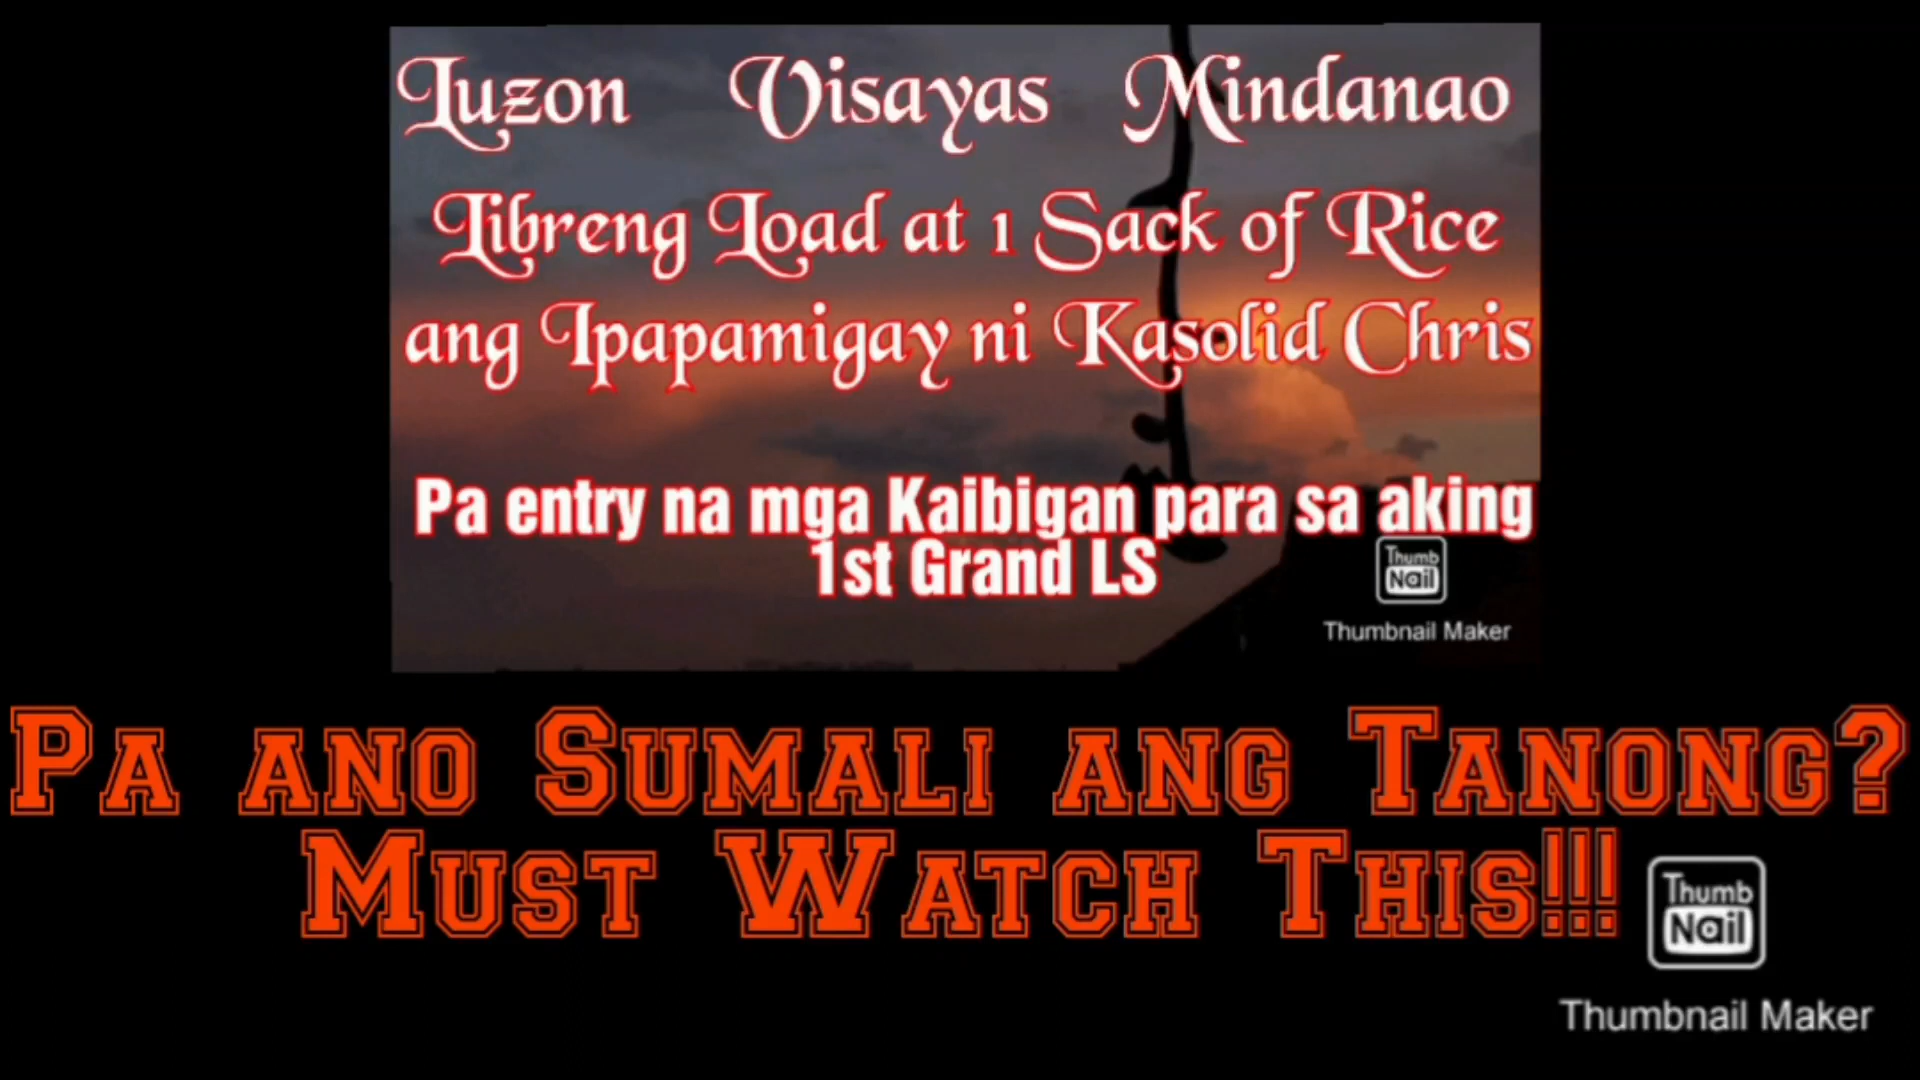 Luzon Visayas Mindanao
Libreng Load at 1 Sack of Rice
ang Ipapamigay ni Kasolid Chris
Pa entry na mga Kaibigan para sa aking
1st Grand LS
Thumb
Nail
Thumbnail Maker
Pa ano Sumali ang Tanong?
Must Watch This!!!
Thumb
Nail
Thumbnail Maker